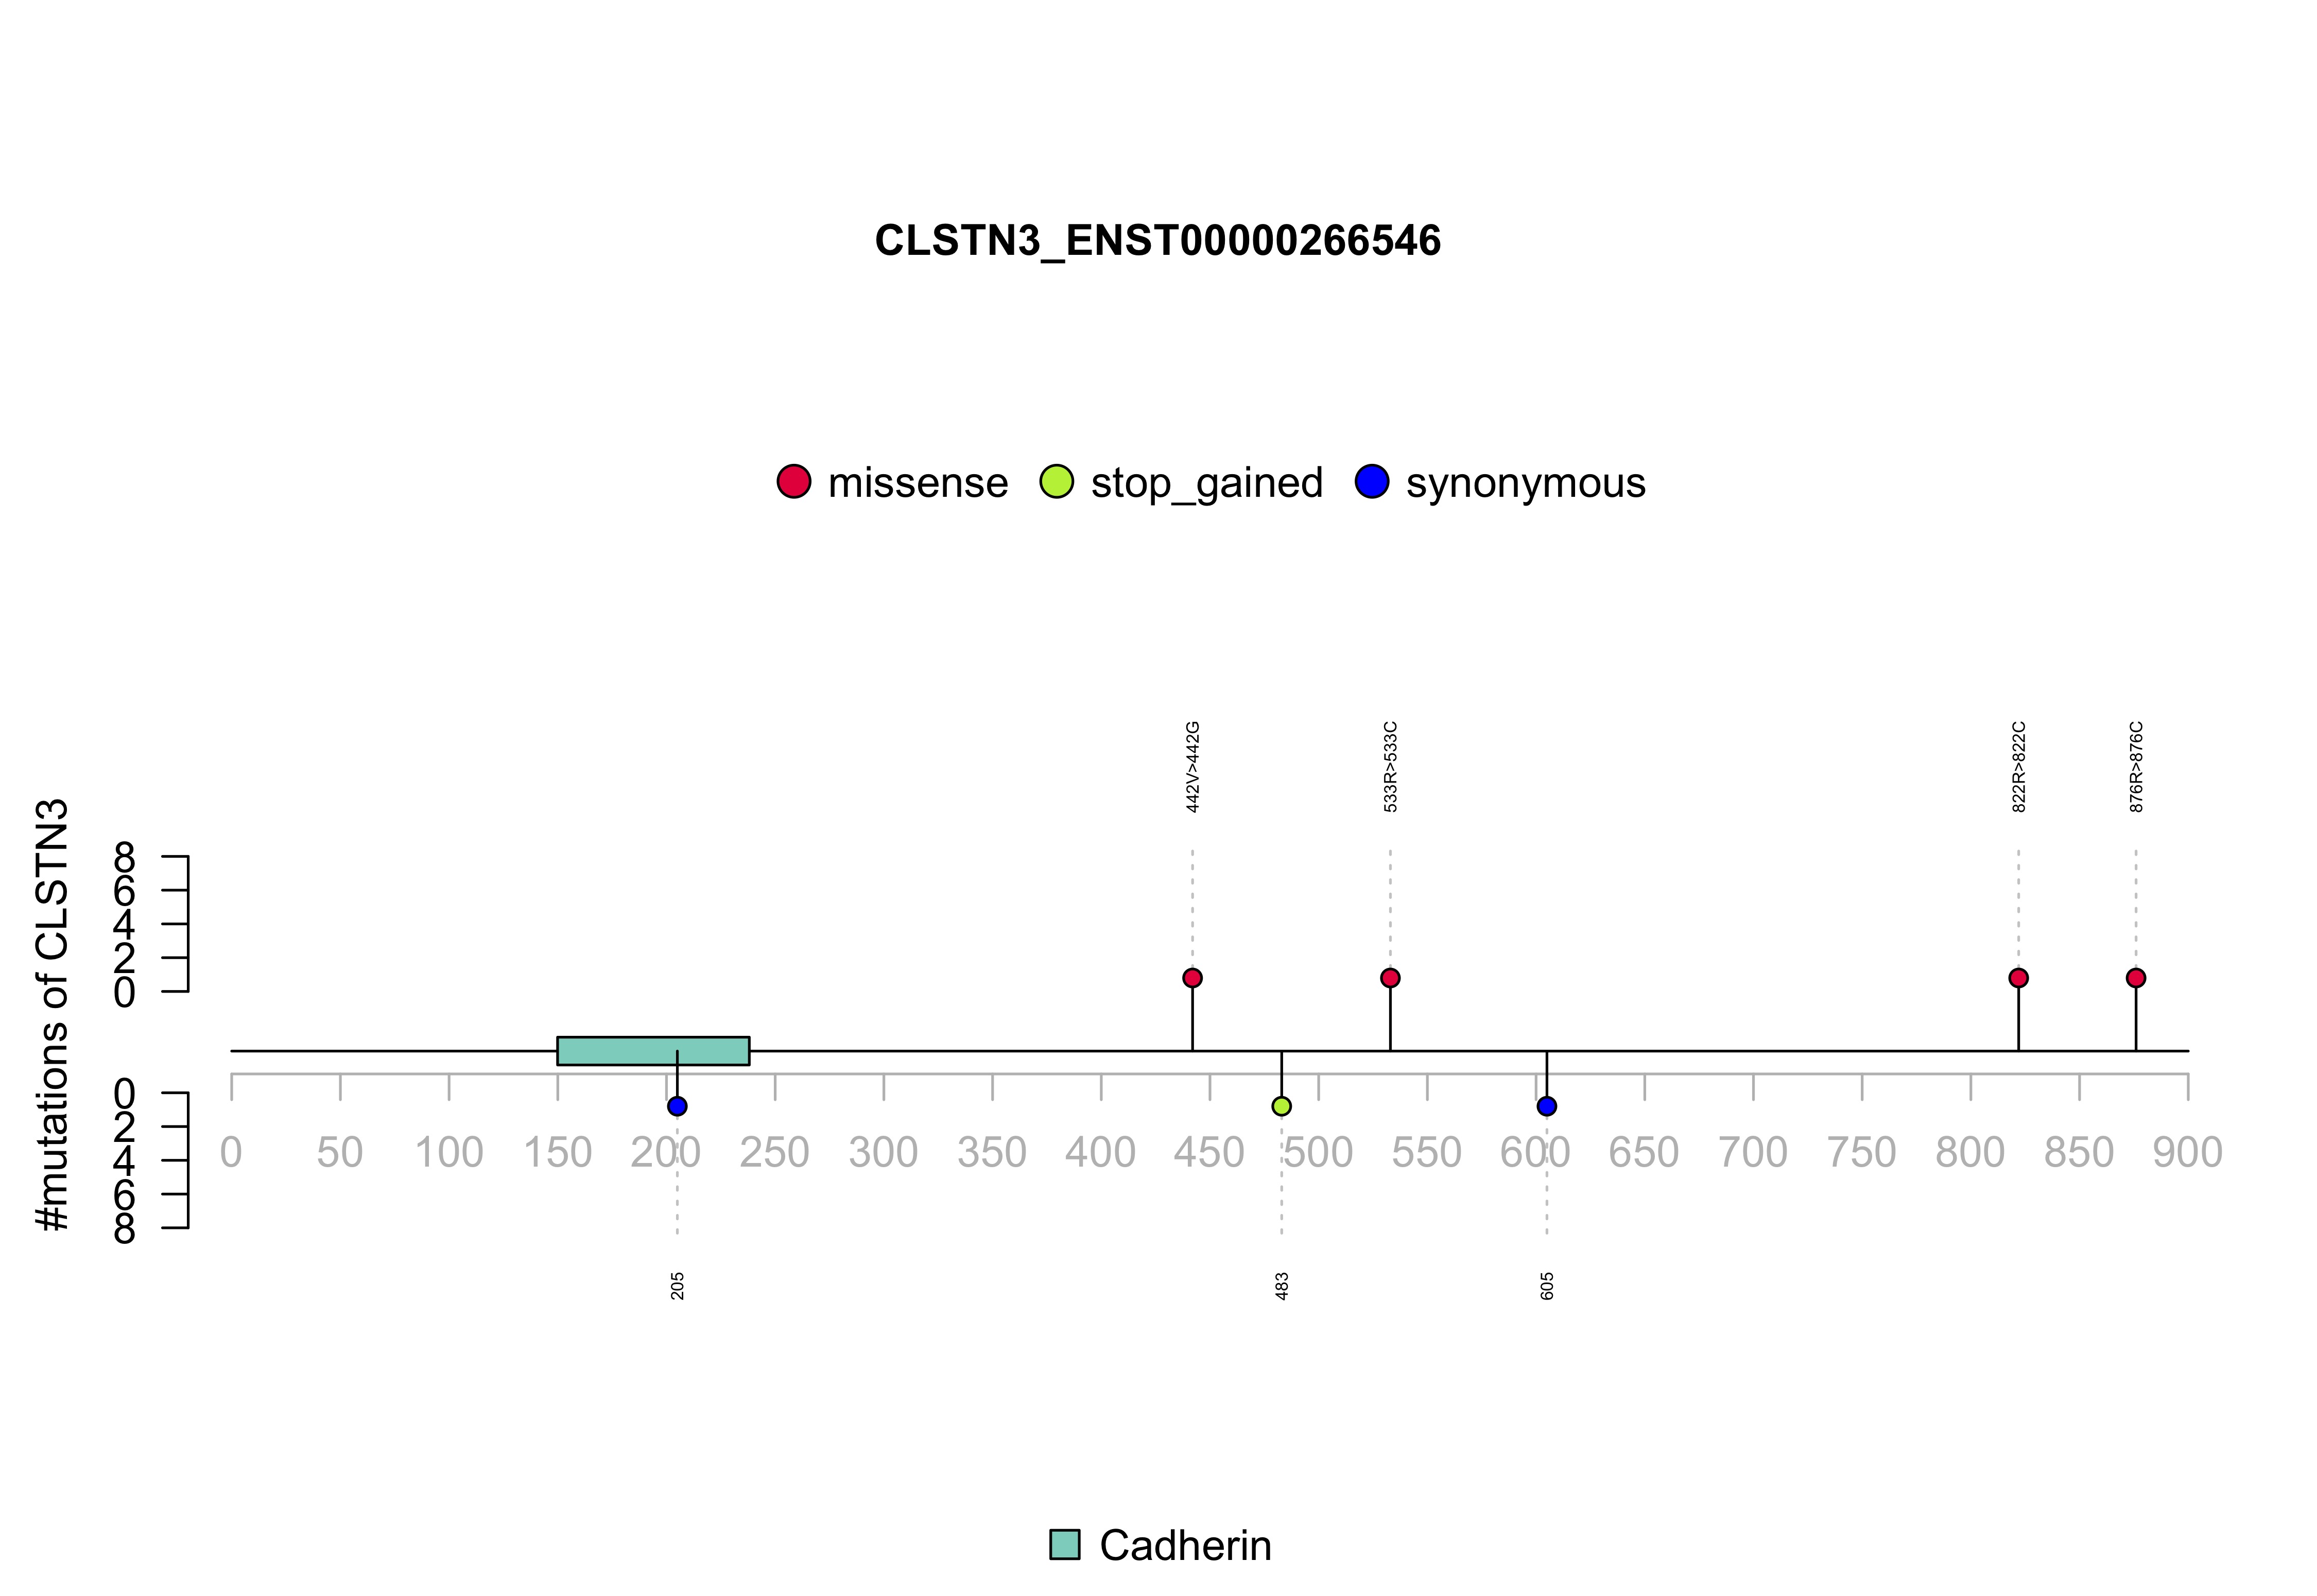 CLSTN3_ENST00000266546
missense stop_gained synonymous
442V>442G 533R>533C 822R>822C 876R>876C
#mutations of CLSTN3
8
6
4
2
0
0
2
4
6
8
0 50 100 150 200 250 300 350 400 450 500 550 600 650 700 750 800 850 900
205 483 605
Cadherin